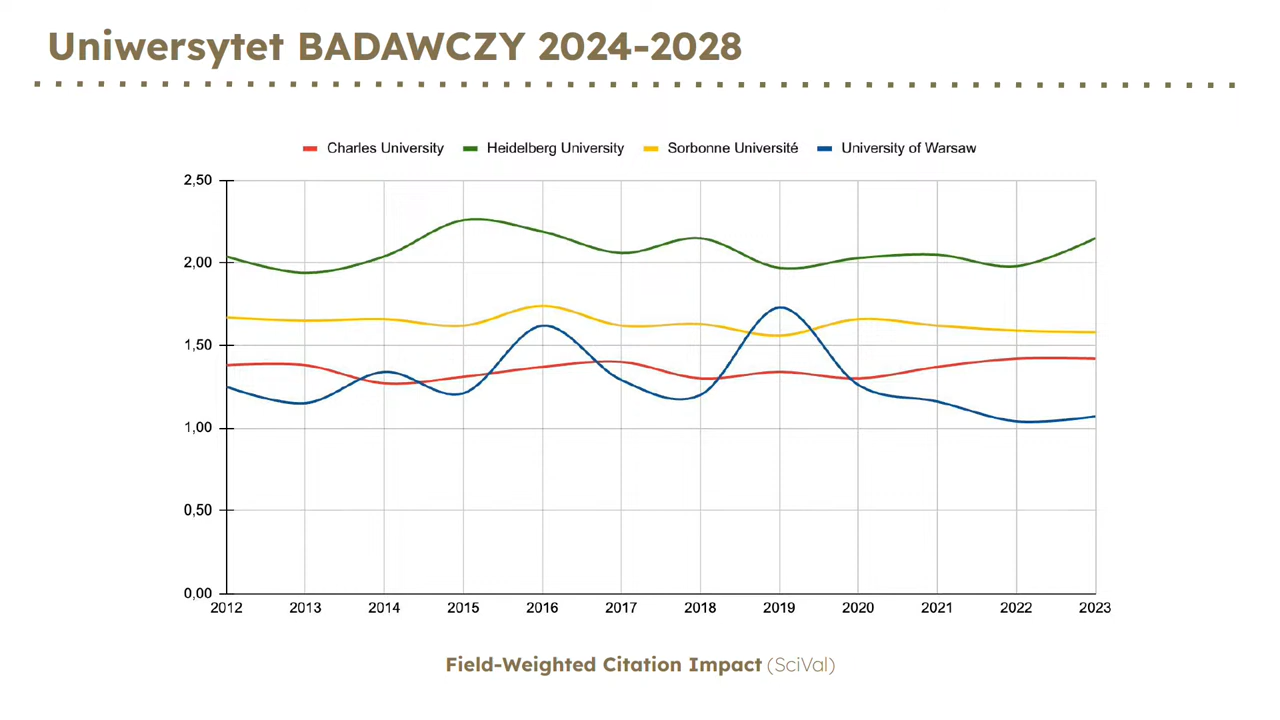 Uniwersytet BADAWCZY 2024-2028
Charles University Heidelberg University Sorbonne Université University of Warsaw
2,50
2,00
1,50
1,00
0,50
0,00
2012 2013 2014 2015 2016 2017 2018 2019 2020 2021 2022 2023
Field-Weighted Citation Impact (SciVal)